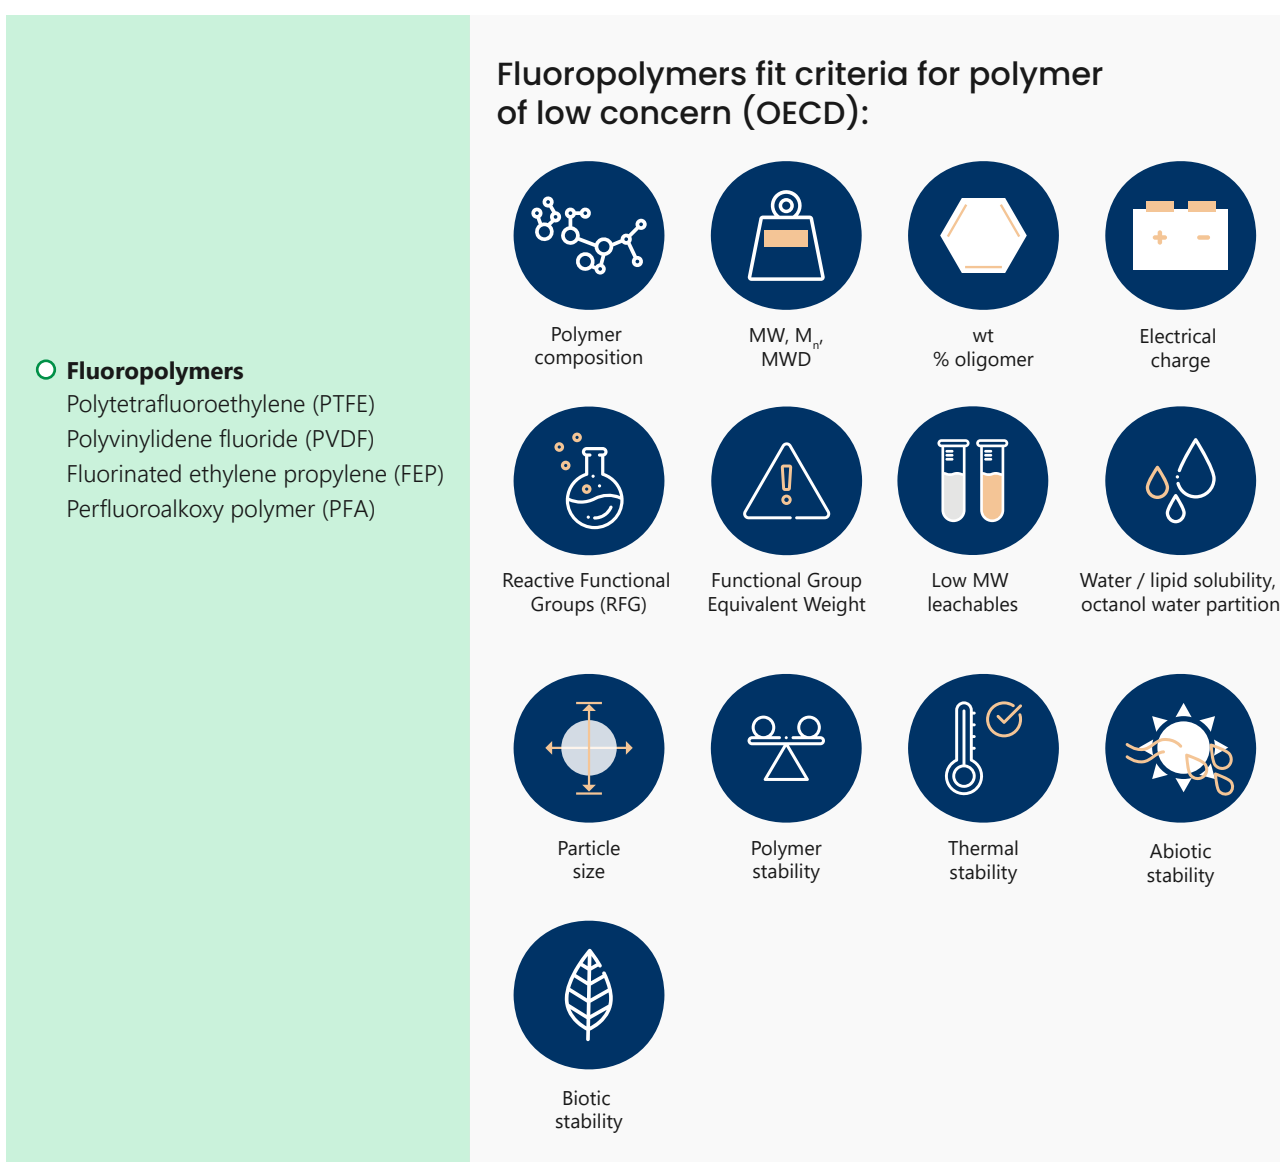 Fluoropolymers
Polytetrafluoroethylene (PTFE)
Polyvinylidene fluoride (PVDF)
Fluorinated ethylene propylene (FEP)
Perfluoroalkoxy polymer (PFA)
Fluoropolymers fit criteria for polymer
of low concern (OECD):
Polymer
composition
MW, Mn,
MWD
wt
% oligomer
Electrical
charge
Reactive Functional
Groups (RFG)
Functional Group
Equivalent Weight
Low MW
leachables
Water / lipid solubility,
octanol water partition
Particle
size
Polymer
stability
Thermal
stability
Abiotic
stability
Biotic
stability